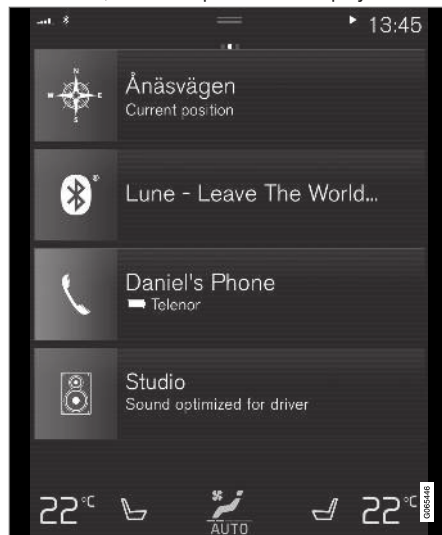 13:45
N
W E
S
Ånäsvägen
Current position
Lune - Leave The World...
Daniel's Phone
Telenor
Studio
Sound optimized for driver
22°C
AUTO
22°C
G065446